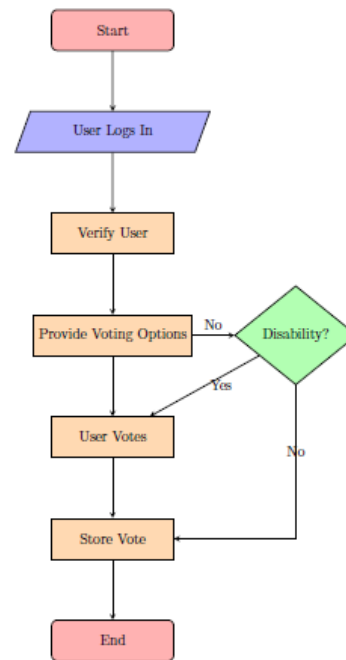 Start
User Logs In
Verify User
Provide Voting Options
No
Disability?
Yes
User Votes
No
Store Vote
End